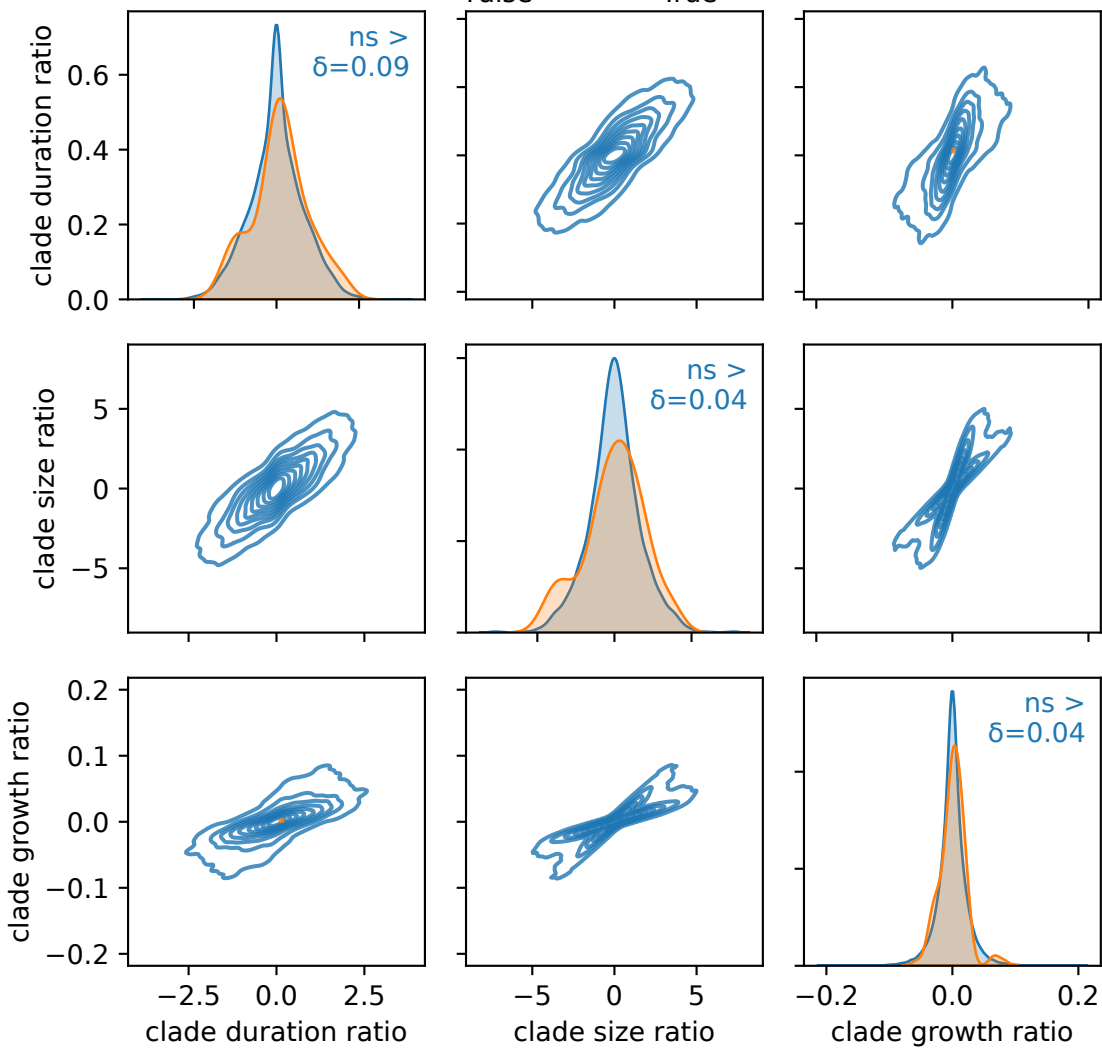 True
clade duration ratio
0.6
0.4
0.2
0.0
ns >
δ=0.09
clade size ratio
5
0
−5
ns >
δ=0.04
clade growth ratio
0.2
0.1
0.0
−0.1
−0.2
ns >
δ=0.04
−2.5 0.0 2.5
clade duration ratio
−5 0 5
clade size ratio
−0.2 0.0 0.2
clade growth ratio